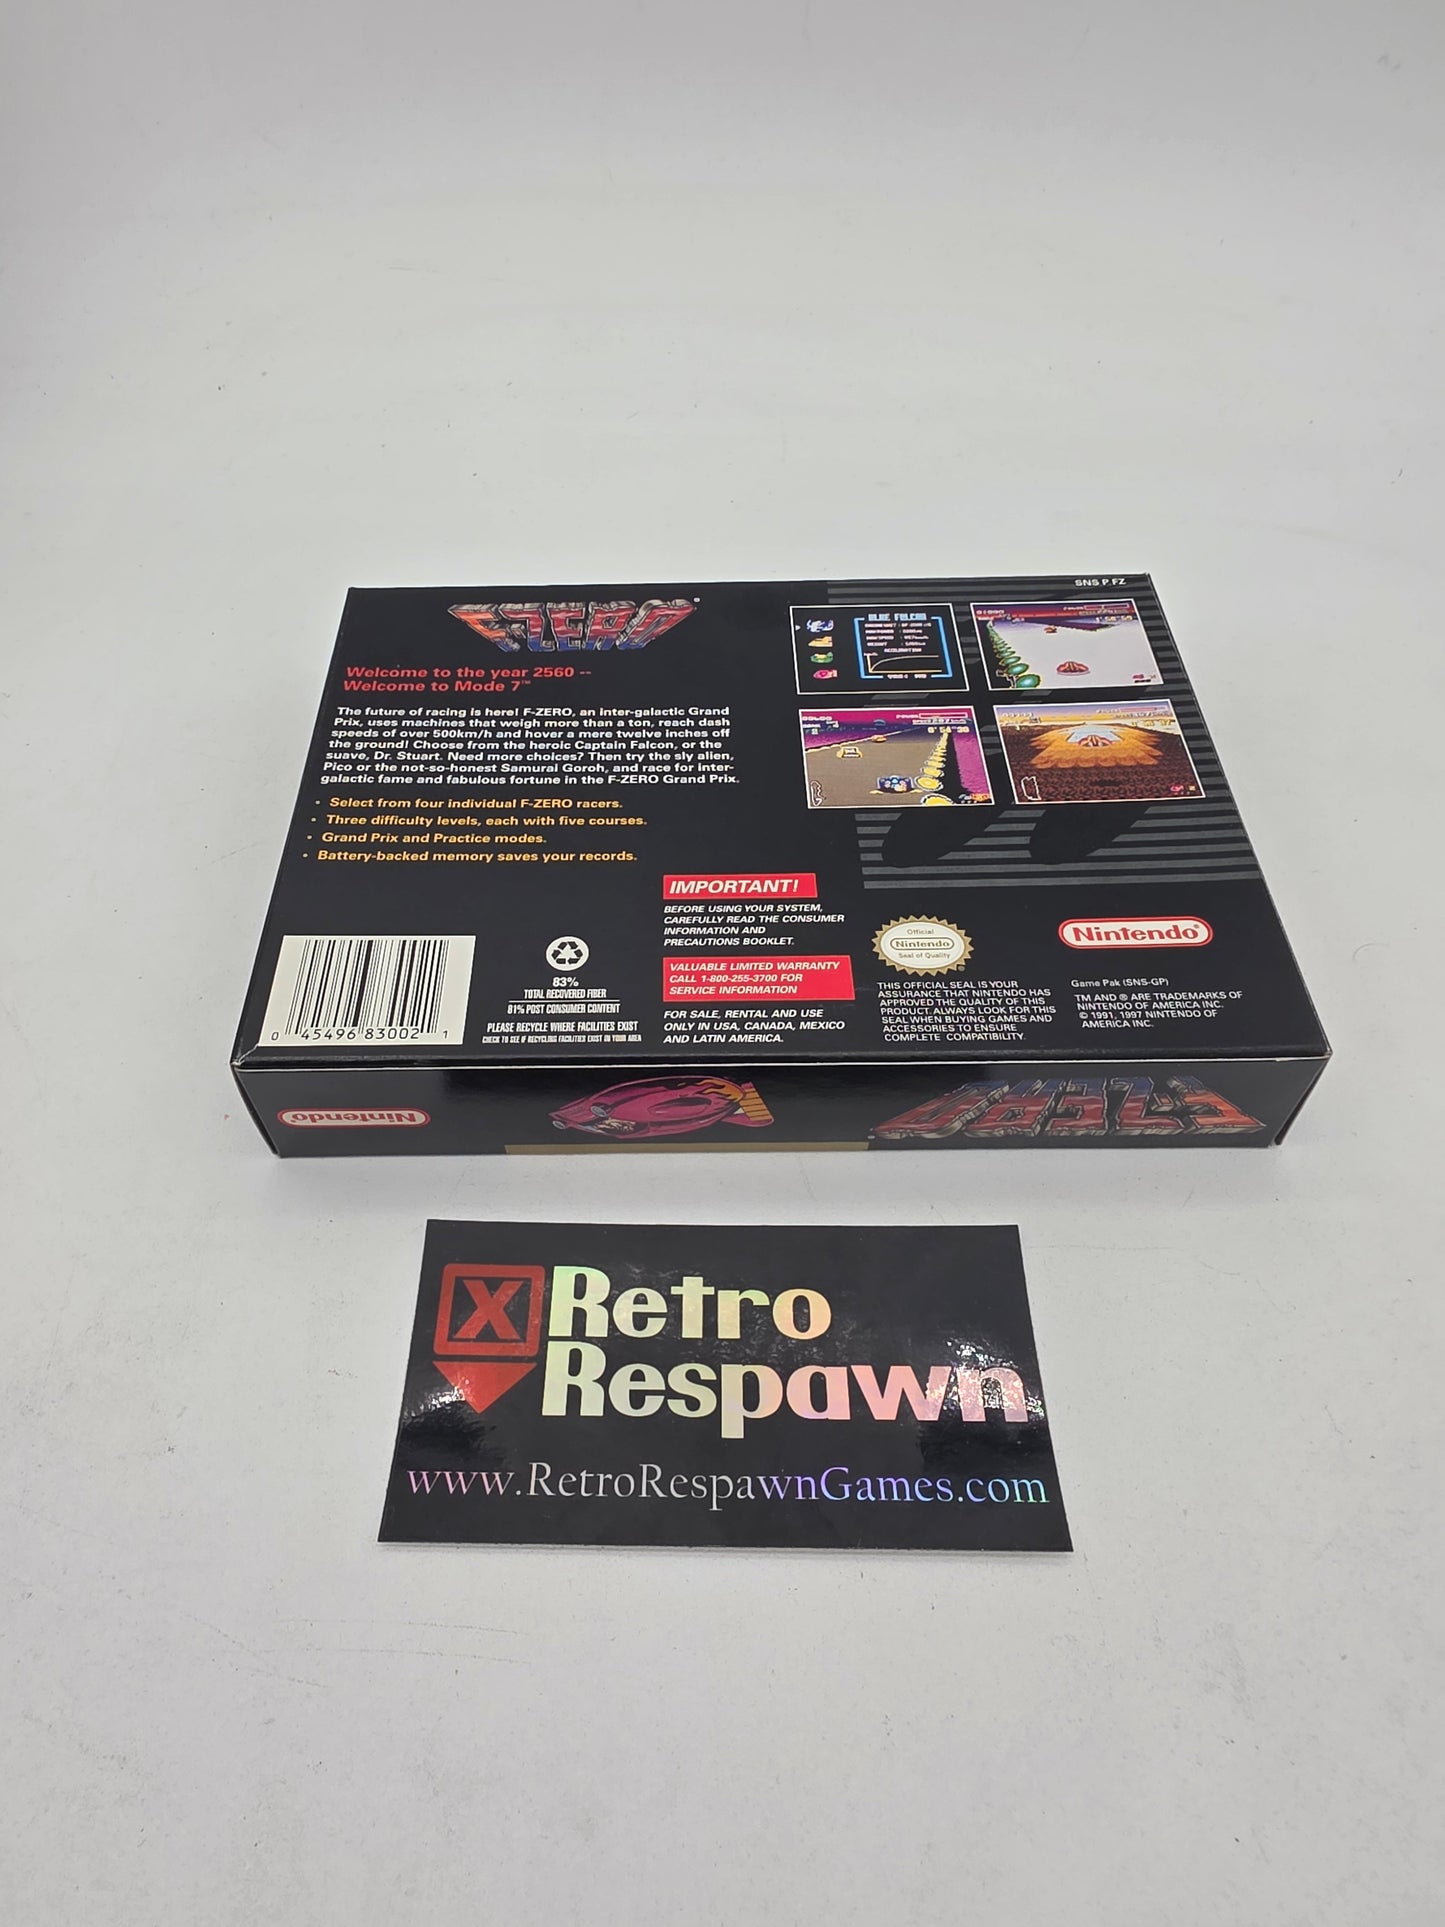 SNS P FZ
F-ZERO
Welcome to the year 2560 --
Welcome to Mode 7™
The future of racing is here! F-ZERO, an inter-galactic Grand
Prix, uses machines that weigh more than a ton, reach dash
speeds of over 500km/h and hover a mere twelve inches off
the ground! Choose from the heroic Captain Falcon, or the
suave, Dr. Stuart. Need more choices? Then try the sly alien,
Pico or the not-so-honest Samurai Goroh, and race for inter-
galactic fame and fabulous fortune in the F-ZERO Grand Prix.
• Select from four individual F-ZERO racers.
• Three difficulty levels, each with five courses.
• Grand Prix and Practice modes.
• Battery-backed memory saves your records.
BLUE FALCON
POWER
0 45496 83002 1
83%
TOTAL RECOVERED FIBER
81% POST CONSUMER CONTENT
PLEASE RECYCLE WHERE FACILITIES EXIST
CHECK TO SEE IF RECYCLING FACILITIES EXIST IN YOUR AREA
IMPORTANT!
BEFORE USING YOUR SYSTEM,
CAREFULLY READ THE CONSUMER
INFORMATION AND
PRECAUTIONS BOOKLET.
VALUABLE LIMITED WARRANTY
CALL 1-800-255-3700 FOR
SERVICE INFORMATION
FOR SALE, RENTAL AND USE
ONLY IN USA, CANADA, MEXICO
AND LATIN AMERICA.
Official
Nintendo
Seal of Quality
THIS OFFICIAL SEAL IS YOUR
ASSURANCE THAT NINTENDO HAS
APPROVED THE QUALITY OF THIS
PRODUCT. ALWAYS LOOK FOR THIS
SEAL WHEN BUYING GAMES AND
ACCESSORIES TO ENSURE
COMPLETE COMPATIBILITY.
Nintendo®
Game Pak (SNS-GP)
TM AND ® ARE TRADEMARKS OF
NINTENDO OF AMERICA INC.
© 1991, 1997 NINTENDO OF
AMERICA INC.
Nintendo
F-ZERO
X Retro
Respawn
www.RetroRespawnGames.com